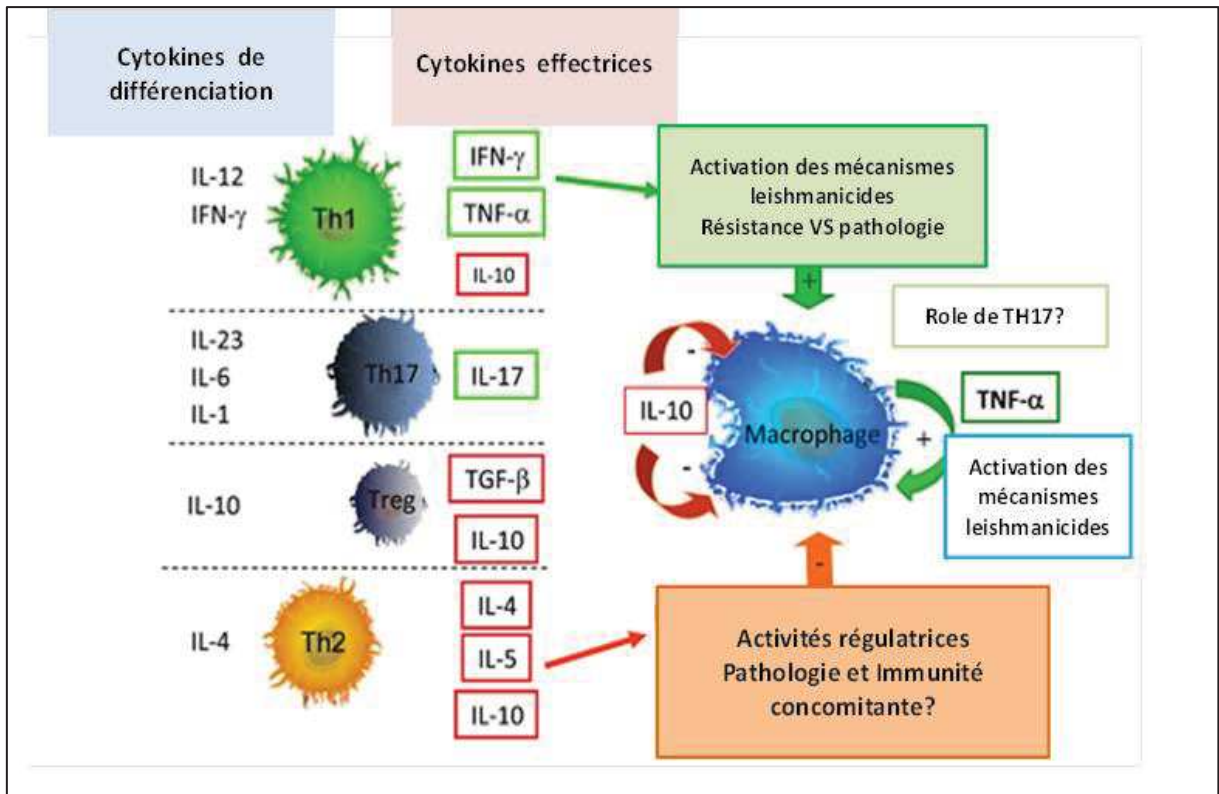 Cytokines de
différenciation
Cytokines effectrices
IL-12
IFN-γ
Th1
IFN-γ
TNF-α
IL-10
Activation des mécanismes
leishmanicides
Résistance VS pathologie
+
IL-23
IL-6
IL-1
Th17
IL-17
Role de TH17?
-
IL-10
-
Macrophage
+
TNF-α
Activation des
mécanismes
leishmanicides
IL-10
Treg
TGF-β
IL-10
IL-4
Th2
IL-4
IL-5
IL-10
-
Activités régulatrices
Pathologie et Immunité
concomitante?